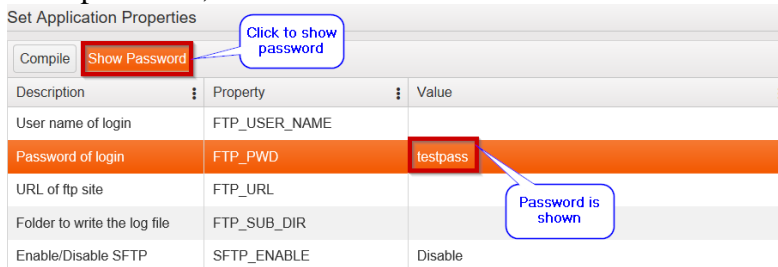 Set Application Properties
Click to show
password
Compile Show Password
Description Property Value
User name of login FTP_USER_NAME
Password of login FTP_PWD testpass
URL of ftp site FTP_URL
Password is
shown
Folder to write the log file FTP_SUB_DIR
Enable/Disable SFTP SFTP_ENABLE Disable